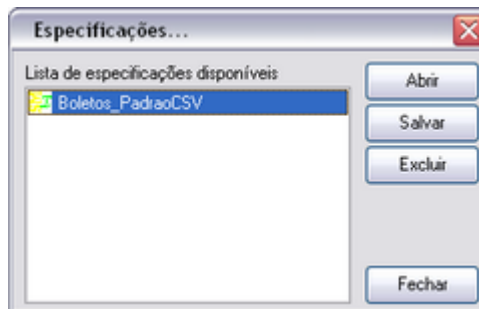 Especificações...
Lista de especificações disponíveis
Boletos_PadraoCSV
Abrir
Salvar
Excluir
Fechar